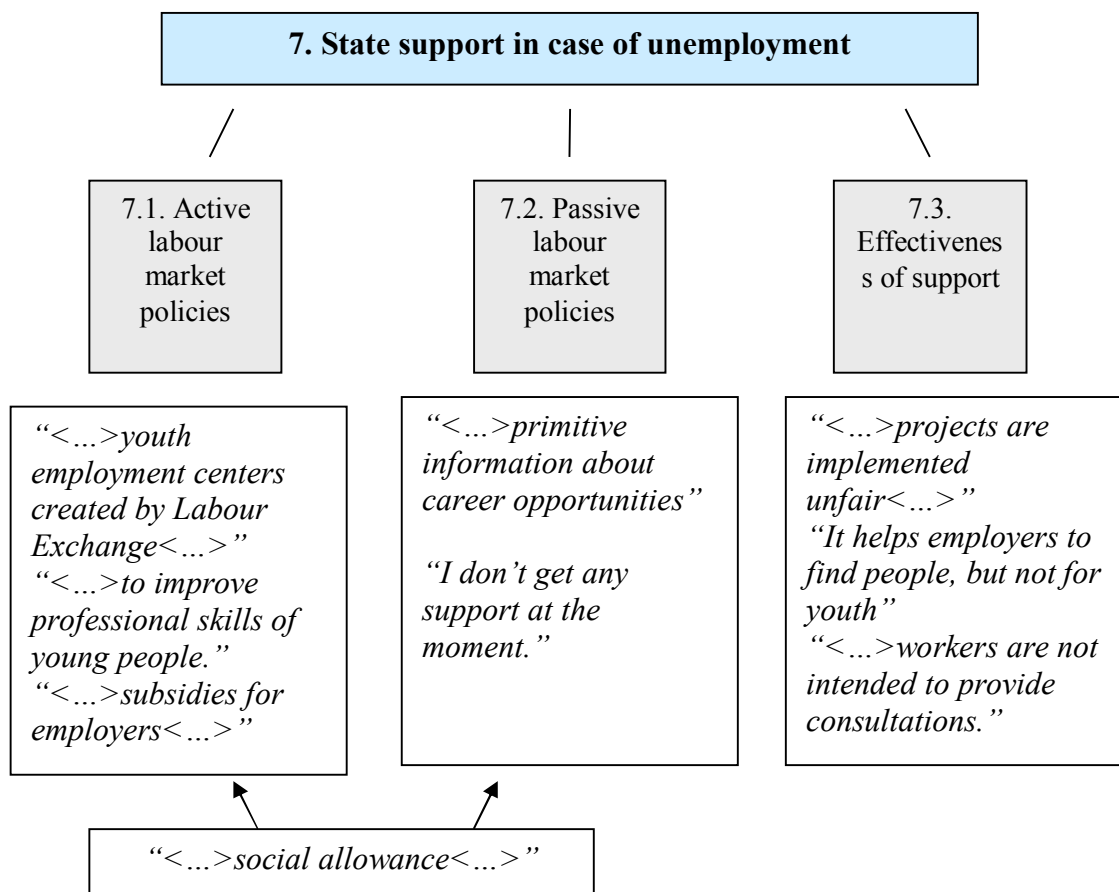 7. State support in case of unemployment
7.1. Active
labour
market
policies
7.2. Passive
labour
market
policies
7.3.
Effectivenes
s of support
“<…>youth
employment centers
created by Labour
Exchange<…>”
“<…>to improve
professional skills of
young people.”
“<…>subsidies for
employers<…>”
“<…>primitive
information about
career opportunities”
“I don’t get any
support at the
moment.”
“<…>projects are
implemented
unfair<…>”
“It helps employers to
find people, but not for
youth”
“<…>workers are not
intended to provide
consultations.”
“<…>social allowance<…>”